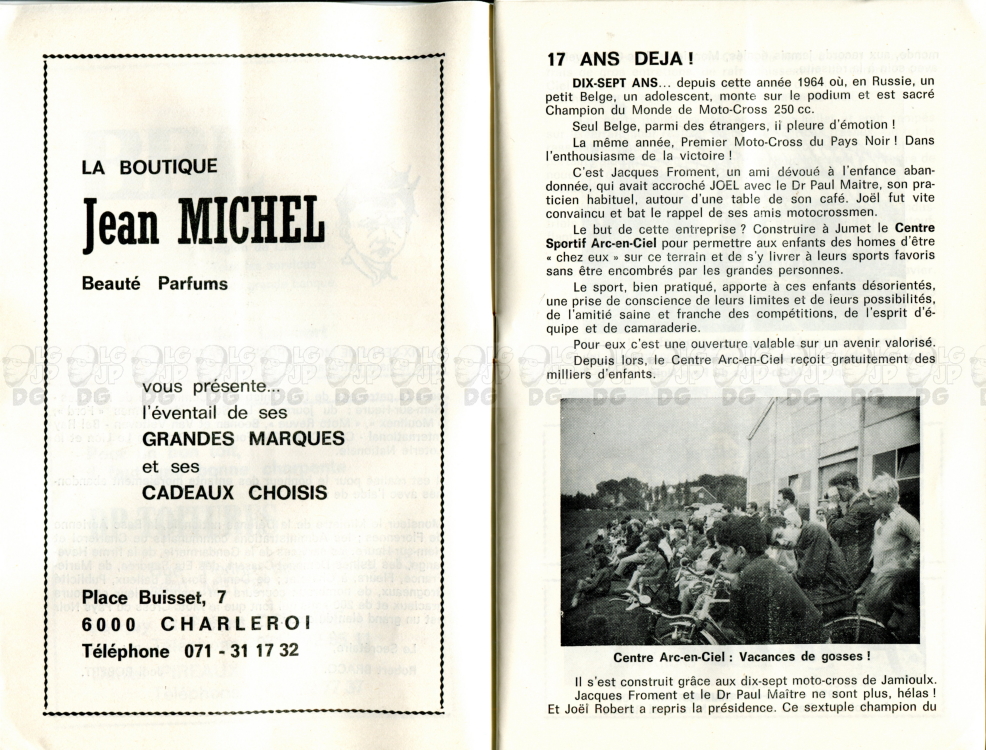 LA BOUTIQUE
Jean MICHEL
Beauté Parfums
vous présente...
l'éventail de ses
GRANDES MARQUES
et ses
CADEAUX CHOISIS
Place Buisset, 7
6000 CHARLEROI
Téléphone 071 - 31 17 32
17 ANS DEJA !
DIX-SEPT ANS... depuis cette année 1964 où, en Russie, un
petit Belge, un adolescent, monte sur le podium et est sacré
Champion du Monde de Moto-Cross 250 cc.
Seul Belge, parmi des étrangers, il pleure d'émotion !
La même année, Premier Moto-Cross du Pays Noir ! Dans
l'enthousiasme de la victoire !
C'est Jacques Froment, un ami dévoué à l'enfance aban-
donnée, qui avait accroché JOEL avec le Dr Paul Maitre, son pra-
ticien habituel, autour d'une table de son café. Joël fut vite
convaincu et bat le rappel de ses amis motocrossmen.
Le but de cette entreprise ? Construire à Jumet le Centre
Sportif Arc-en-Ciel pour permettre aux enfants des homes d'être
« chez eux » sur ce terrain et de s'y livrer à leurs sports favoris
sans être encombrés par les grandes personnes.
Le sport, bien pratiqué, apporte à ces enfants désorientés,
une prise de conscience de leurs limites et de leurs possibilités,
de l'amitié saine et franche des compétitions, de l'esprit d'é-
quipe et de camaraderie.
Pour eux c'est une ouverture valable sur un avenir valorisé.
Depuis lors, le Centre Arc-en-Ciel reçoit gratuitement des
milliers d'enfants.
Centre Arc-en-Ciel : Vacances de gosses !
Il s'est construit grâce aux dix-sept moto-cross de Jamioulx.
Jacques Froment et le Dr Paul Maître ne sont plus, hélas !
Et Joël Robert a repris la présidence. Ce sextuple champion du